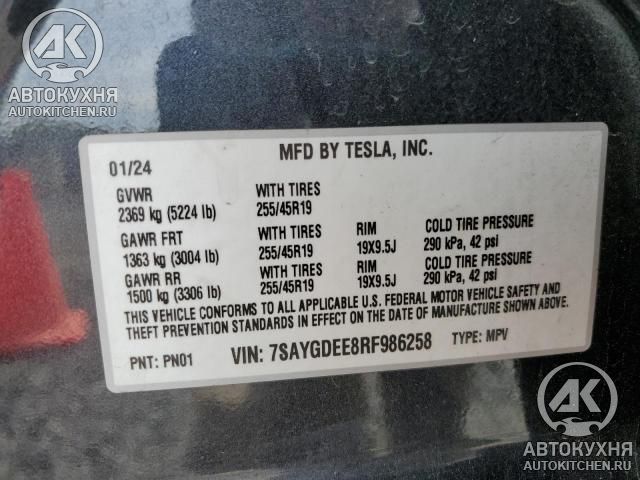 АК
АВТОКУХНЯ
AUTOKITCHEN.RU
MFD BY TESLA, INC.
01/24
GVWR WITH TIRES
2369 kg (5224 lb) 255/45R19
GAWR FRT WITH TIRES RIM COLD TIRE PRESSURE
1363 kg (3004 lb) 255/45R19 19X9.5J 290 kPa, 42 psi
GAWR RR WITH TIRES RIM COLD TIRE PRESSURE
1500 kg (3306 lb) 255/45R19 19X9.5J 290 kPa, 42 psi
THIS VEHICLE CONFORMS TO ALL APPLICABLE U.S. FEDERAL MOTOR VEHICLE SAFETY AND
THEFT PREVENTION STANDARDS IN EFFECT ON THE DATE OF MANUFACTURE SHOWN ABOVE.
PNT: PN01 VIN: 7SAYGDEE8RF986258 TYPE: MPV
АК
АВТОКУХНЯ
AUTOKITCHEN.RU